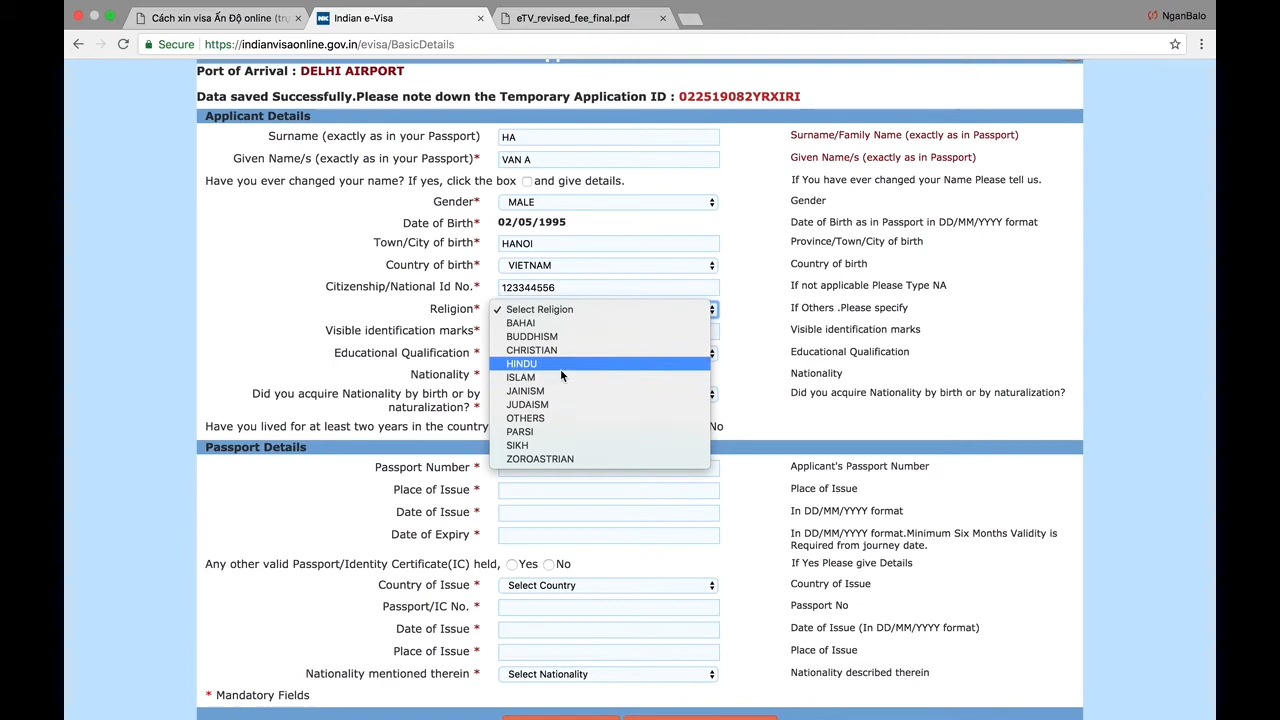 Cách xin visa Ấn Độ online (trự
Indian e-Visa
eTV_revised_fee_final.pdf
NganBalo
Secure
https://indianvisaonline.gov.in/evisa/BasicDetails
Port of Arrival : DELHI AIRPORT
Data saved Successfully.Please note down the Temporary Application ID : 022519082YRXIRI
Applicant Details
Surname (exactly as in your Passport) HA Surname/Family Name (exactly as in Passport)
Given Name/s (exactly as in your Passport)* VAN A Given Name/s (exactly as in Passport)
Have you ever changed your name? If yes, click the box and give details. If You have ever changed your Name Please tell us.
Gender* MALE Gender
Date of Birth* 02/05/1995 Date of Birth as in Passport in DD/MM/YYYY format
Town/City of birth* HANOI Province/Town/City of birth
Country of birth* VIETNAM Country of birth
Citizenship/National Id No.* 123344556 If not applicable Please Type NA
Religion* ✓ Select Religion If Others .Please specify
BAHAI
BUDDHISM
CHRISTIAN
HINDU
ISLAM
JAINISM
JUDAISM
OTHERS
PARSI
SIKH
ZOROASTRIAN
Visible identification marks* Visible identification marks
Educational Qualification * Educational Qualification
Nationality * Nationality
Did you acquire Nationality by birth or by Did you acquire Nationality by birth or by naturalization?
naturalization? *
Have you lived for at least two years in the country No
Passport Details
Passport Number * Applicant's Passport Number
Place of Issue * Place of Issue
Date of Issue * In DD/MM/YYYY format
Date of Expiry * In DD/MM/YYYY format.Minimum Six Months Validity is
Required from journey date.
Any other valid Passport/Identity Certificate(IC) held, Yes No If Yes Please give Details
Country of Issue * Select Country Country of Issue
Passport/IC No. * Passport No
Date of Issue * Date of Issue (In DD/MM/YYYY format)
Place of Issue * Place of Issue
Nationality mentioned therein * Select Nationality Nationality described therein
* Mandatory Fields